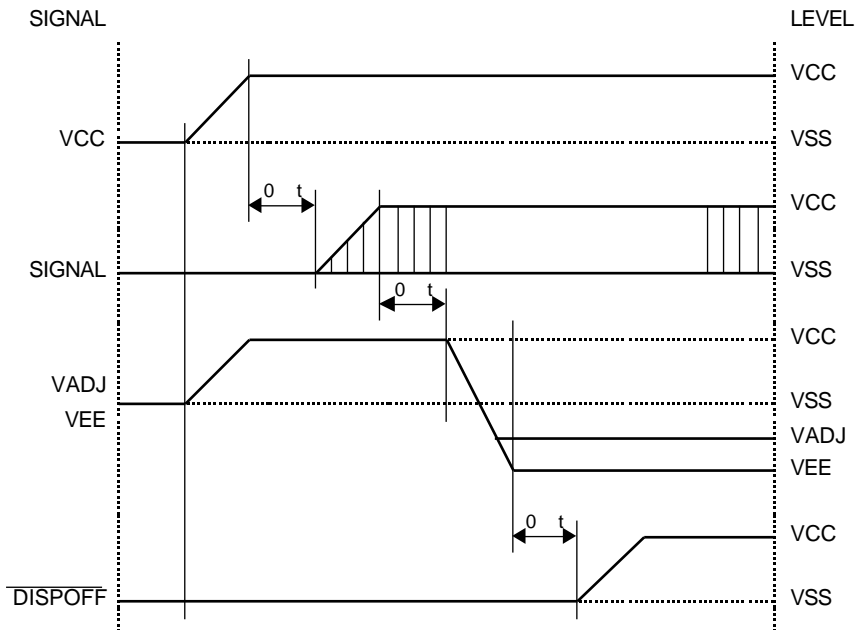 SIGNAL LEVEL
VCC
VCC VSS
0 t
VCC
SIGNAL VSS
0 t
VCC
VADJ
VSS
VEE
VADJ
VEE
0 t
VCC
DISPOFF VSS